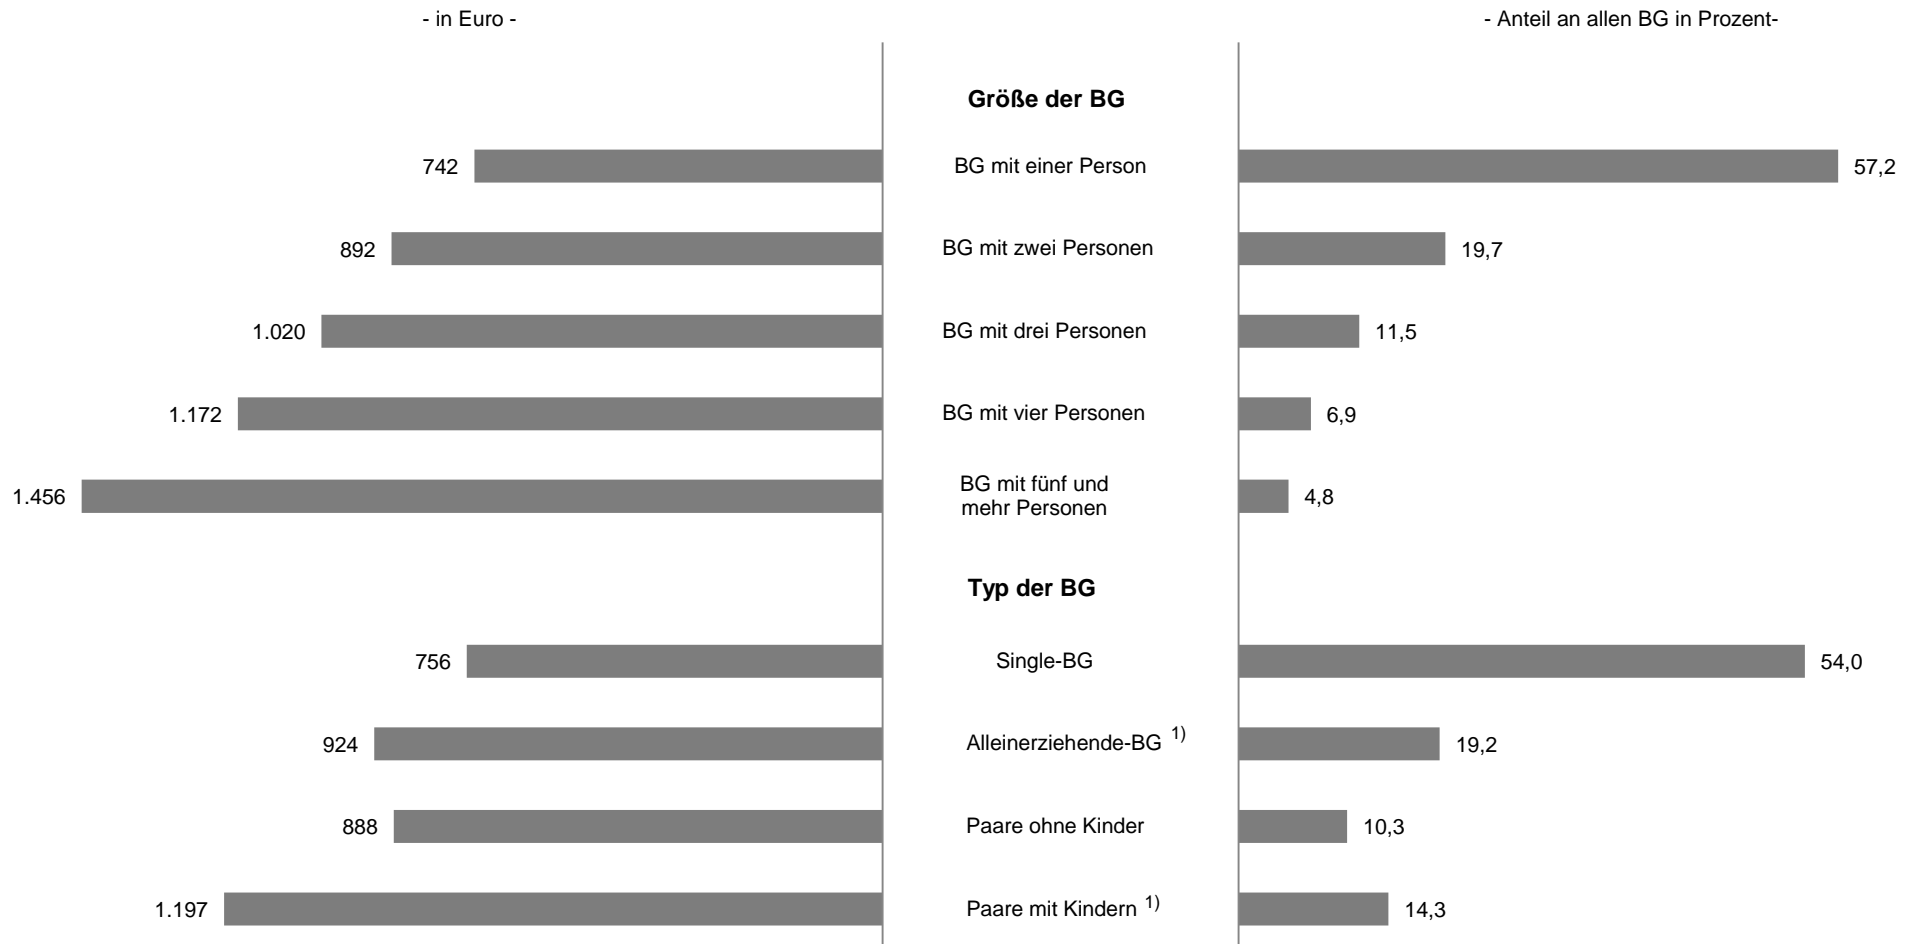 - in Euro -
- Anteil an allen BG in Prozent-
Größe der BG
742 BG mit einer Person 57,2
892 BG mit zwei Personen 19,7
1.020 BG mit drei Personen 11,5
1.172 BG mit vier Personen 6,9
BG mit fünf und
1.456 mehr Personen 4,8
Typ der BG
756 Single-BG 54,0
924 Alleinerziehende-BG 1) 19,2
888 Paare ohne Kinder 10,3
1.197 Paare mit Kindern 1) 14,3